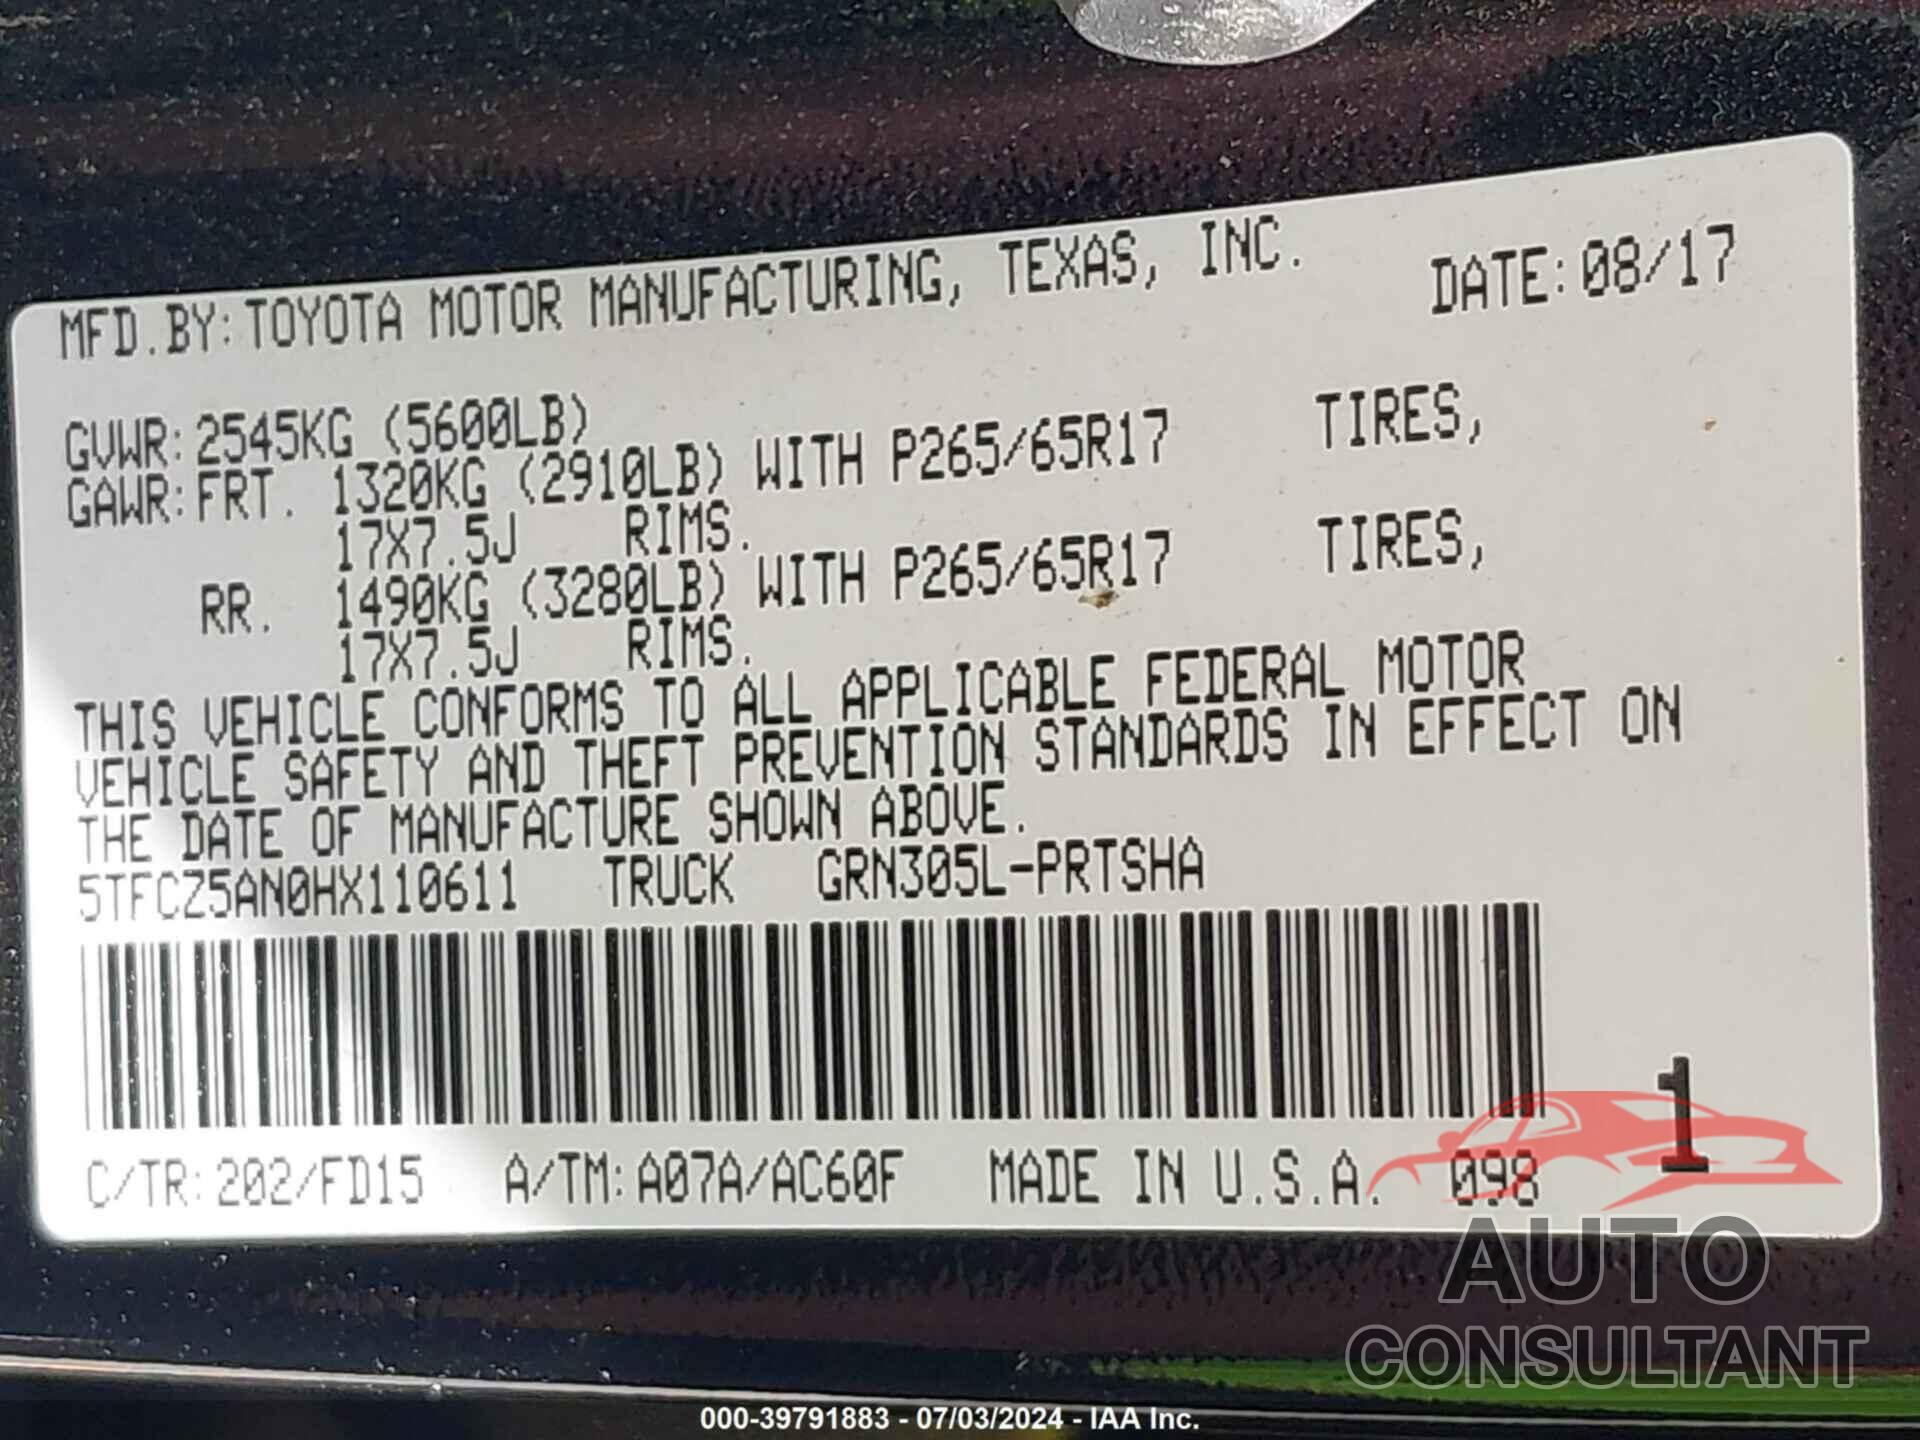 MFD.BY:TOYOTA MOTOR MANUFACTURING, TEXAS, INC. DATE:08/17
GVWR:2545KG (5600LB)
GAWR:FRT. 1320KG (2910LB) WITH P265/65R17 TIRES,
17X7.5J RIMS.
RR. 1490KG (3280LB) WITH P265/65R17 TIRES,
17X7.5J RIMS.
THIS VEHICLE CONFORMS TO ALL APPLICABLE FEDERAL MOTOR
VEHICLE SAFETY AND THEFT PREVENTION STANDARDS IN EFFECT ON
THE DATE OF MANUFACTURE SHOWN ABOVE.
5TFCZ5AN0HX110611 TRUCK GRN305L-PRTSHA
1
C/TR:202/FD15 A/TM:A07A/AC60F MADE IN U.S.A. 098
AUTO
CONSULTANT
000-39791883 - 07/03/2024 - IAA Inc.